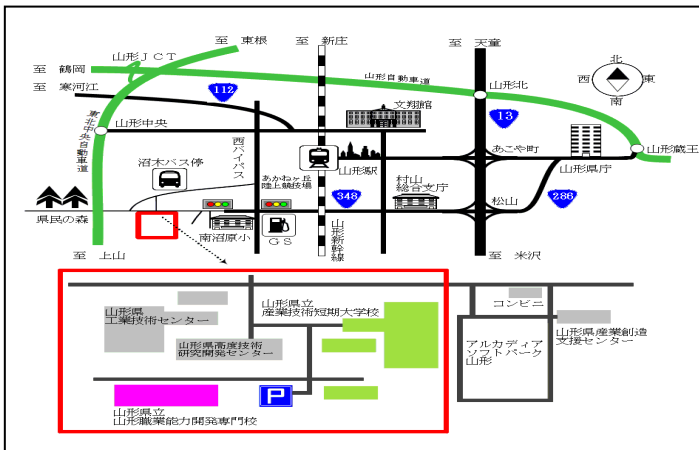 至 東根
至 新庄
至 天童
山形JCT
至 鶴岡
至 寒河江
112
山形自動車道
山形北
北
西
東
南
文翔館
13
東北中央自動車道
山形中央
西バイパス
沼木バス停
あかねヶ丘
陸上競技場
山形駅
あこや町
山形県庁
山形蔵王
348
村山
総合支庁
松山
286
県民の森
南沼原小
GS
山形新幹線
至 上山
至 米沢
山形県
工業技術センター
山形県立
産業技術短期大学校
山形県高度技術
研究開発センター
P
山形県立
山形職業能力開発専門校
コンビニ
アルカディア
ソフトパーク
山形
山形県産業創造
支援センター